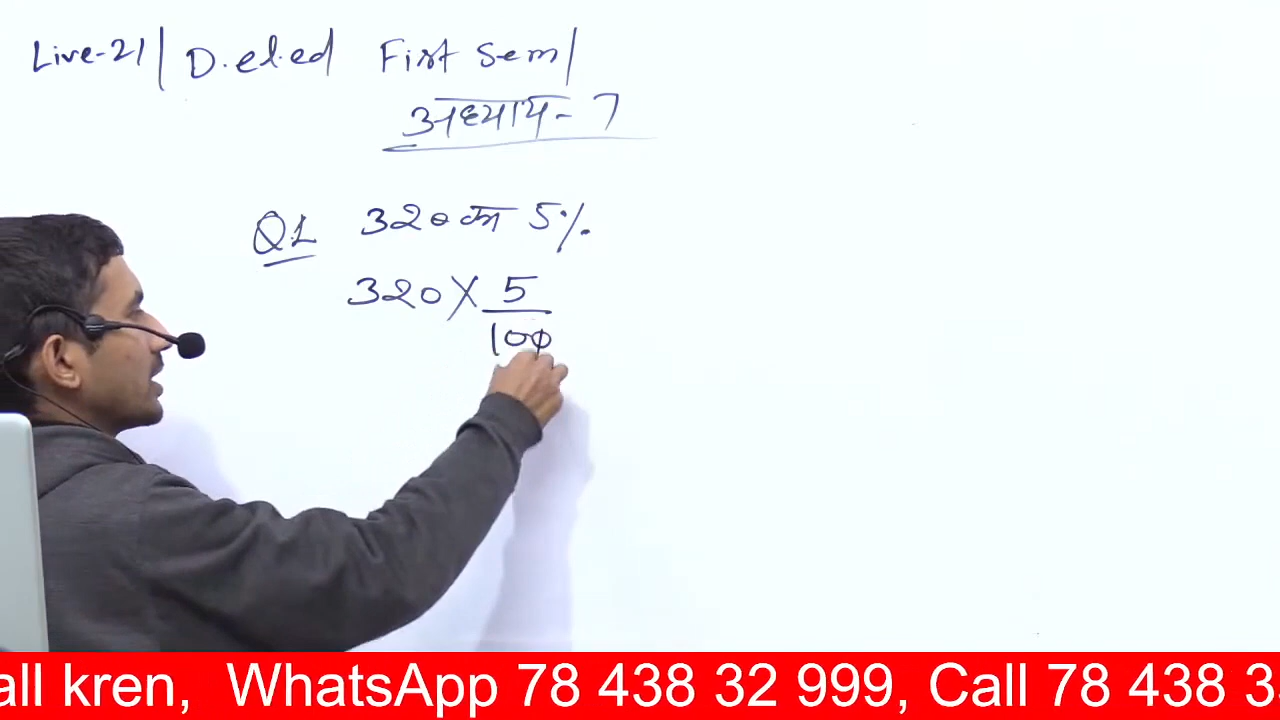 Live-21| D.el.ed First Sem/
अध्याय- 7
Q1 320 का 5%
320 X 5
100
all kren, WhatsApp 78 438 32 999, Call 78 438 3